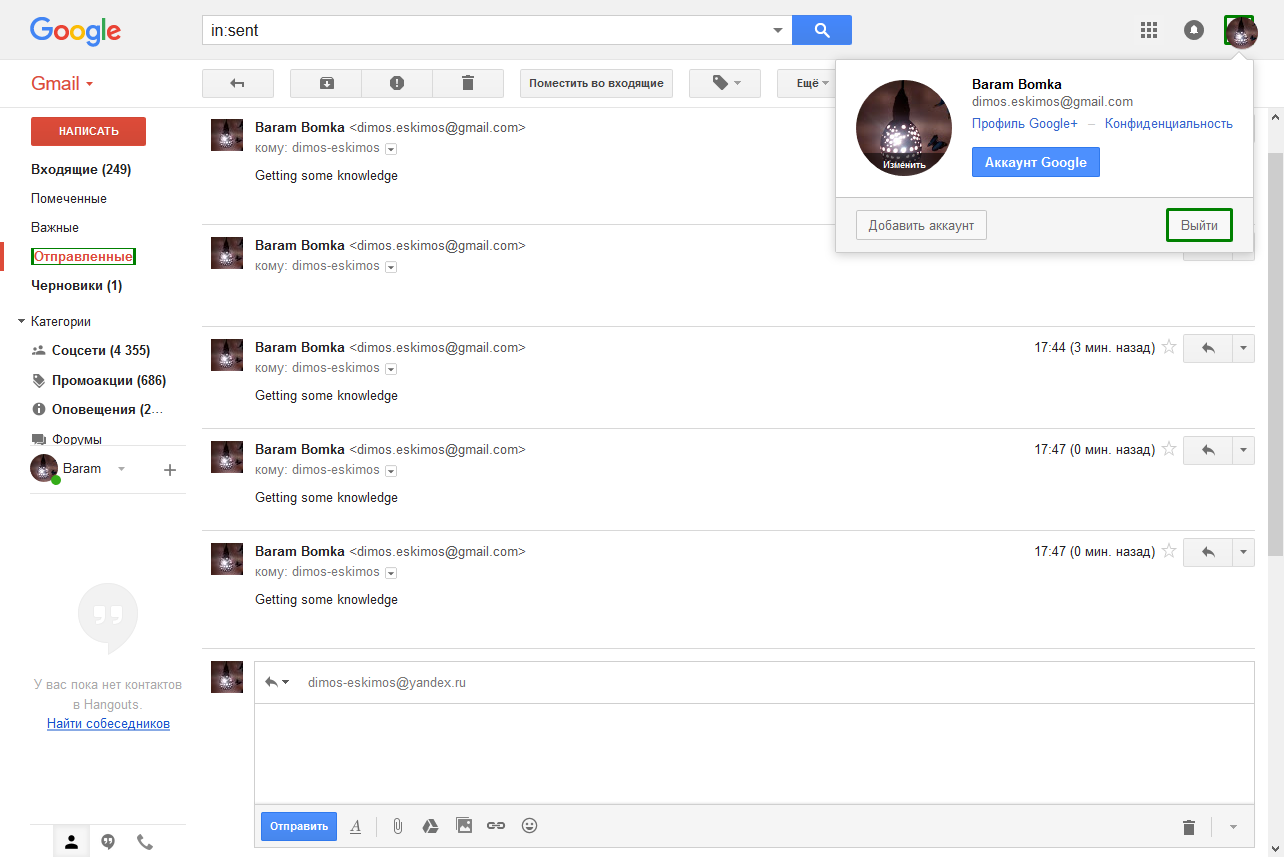 Google
in:sent
Gmail
Поместить во входящие
Ещё
Baram Bomka
dimos.eskimos@gmail.com
Профиль Google+ – Конфиденциальность
Изменить
Аккаунт Google
Добавить аккаунт
Выйти
НАПИСАТЬ
Входящие (249)
Помеченные
Важные
Отправленные
Черновики (1)
Категории
Соцсети (4 355)
Промоакции (686)
Оповещения (2…
Форумы
Baram
У вас пока нет контактов
в Hangouts.
Найти собеседников
Baram Bomka <dimos.eskimos@gmail.com>
кому: dimos-eskimos
Getting some knowledge
Baram Bomka <dimos.eskimos@gmail.com>
кому: dimos-eskimos
Baram Bomka <dimos.eskimos@gmail.com>
17:44 (3 мин. назад)
кому: dimos-eskimos
Getting some knowledge
Baram Bomka <dimos.eskimos@gmail.com>
17:47 (0 мин. назад)
кому: dimos-eskimos
Getting some knowledge
Baram Bomka <dimos.eskimos@gmail.com>
17:47 (0 мин. назад)
кому: dimos-eskimos
Getting some knowledge
dimos-eskimos@yandex.ru
Отправить
A